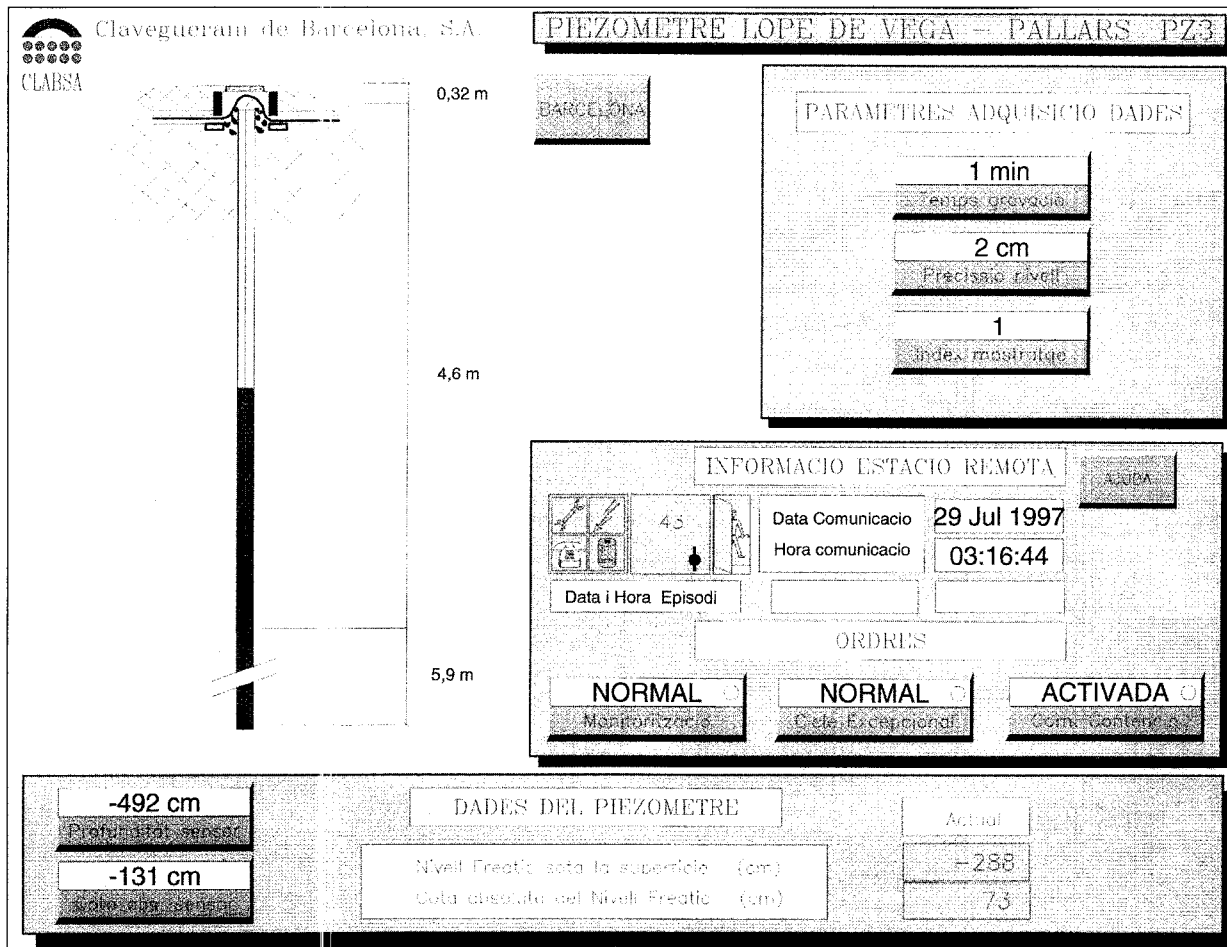 Clavegueram de Barcelona, S.A.
CLABSA
PIEZOMETRE LOPE DE VEGA - PALLARS PZ3
0,32 m
4,6 m
5,9 m
BARCELONA
PARAMETRES ADQUISICIO DADES
1 min
Temps gravacio
2 cm
Precissio nivell
1
Index mostratge
INFORMACIO ESTACIO REMOTA
AJUDA
43
Data Comunicacio
29 Jul 1997
Hora comunicacio
03:16:44
Data i Hora Episodi
ORDRES
NORMAL
Monitoritzacio
NORMAL
Cicle Excepcional
ACTIVADA
-492 cm
Profunditat sensor
-131 cm
sensor
DADES DEL PIEZOMETRE
Actual
Nivell Freatic sota la superficie (cm)
-288
Cota absoluta del Nivell Freatic (cm)
73